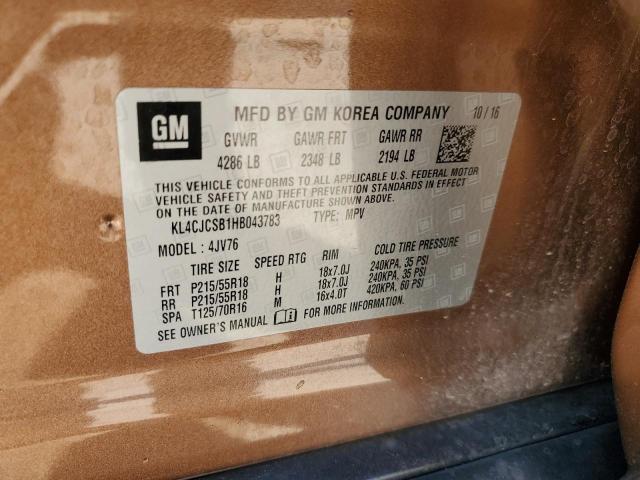 GM
MFD BY GM KOREA COMPANY 10/16
GVWR GAWR FRT GAWR RR
4286 LB 2348 LB 2194 LB
THIS VEHICLE CONFORMS TO ALL APPLICABLE U.S. FEDERAL MOTOR
VEHICLE SAFETY AND THEFT PREVENTION STANDARDS IN EFFECT
ON THE DATE OF MANUFACTURE SHOWN ABOVE.
KL4CJCSB1HB043783 TYPE: MPV
MODEL: 4JV76
TIRE SIZE SPEED RTG RIM COLD TIRE PRESSURE
FRT P215/55R18 H 18x7.0J 240KPA, 35 PSI
RR P215/55R18 H 18x7.0J 240KPA, 35 PSI
SPA T125/70R16 M 16x4.0T 420KPA, 60 PSI
SEE OWNER'S MANUAL FOR MORE INFORMATION